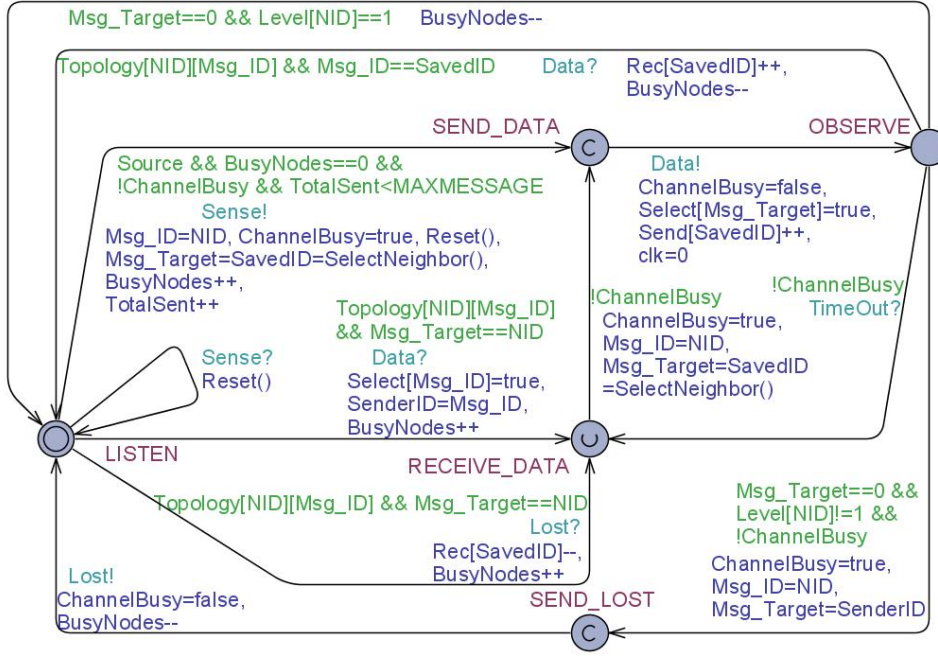 Msg_Target==0 && Level[NID]==1 BusyNodes--
Topology[NID][Msg_ID] && Msg_ID==SavedID Data? Rec[SavedID]++,
BusyNodes--
SEND_DATA
OBSERVE
C
Source && BusyNodes==0 &&
!ChannelBusy && TotalSent<MAXMESSAGE
Sense!
Msg_ID=NID, ChannelBusy=true, Reset(),
Msg_Target=SavedID=SelectNeighbor(),
BusyNodes++,
TotalSent++
Data!
ChannelBusy=false,
Select[Msg_Target]=true,
Send[SavedID]++,
clk=0
!ChannelBusy
TimeOut?
!ChannelBusy
ChannelBusy=true,
Msg_ID=NID,
Msg_Target=SavedID
=SelectNeighbor()
Topology[NID][Msg_ID]
&& Msg_Target==NID
Data?
Select[Msg_ID]=true,
SenderID=Msg_ID,
BusyNodes++
Sense?
Reset()
LISTEN
U
RECEIVE_DATA
Topology[NID][Msg_ID] && Msg_Target==NID
Lost?
Rec[SavedID]--,
BusyNodes++
Msg_Target==0 &&
Level[NID]!=1 &&
!ChannelBusy
ChannelBusy=true,
Msg_ID=NID,
Msg_Target=SenderID
Lost!
ChannelBusy=false,
BusyNodes--
SEND_LOST
C